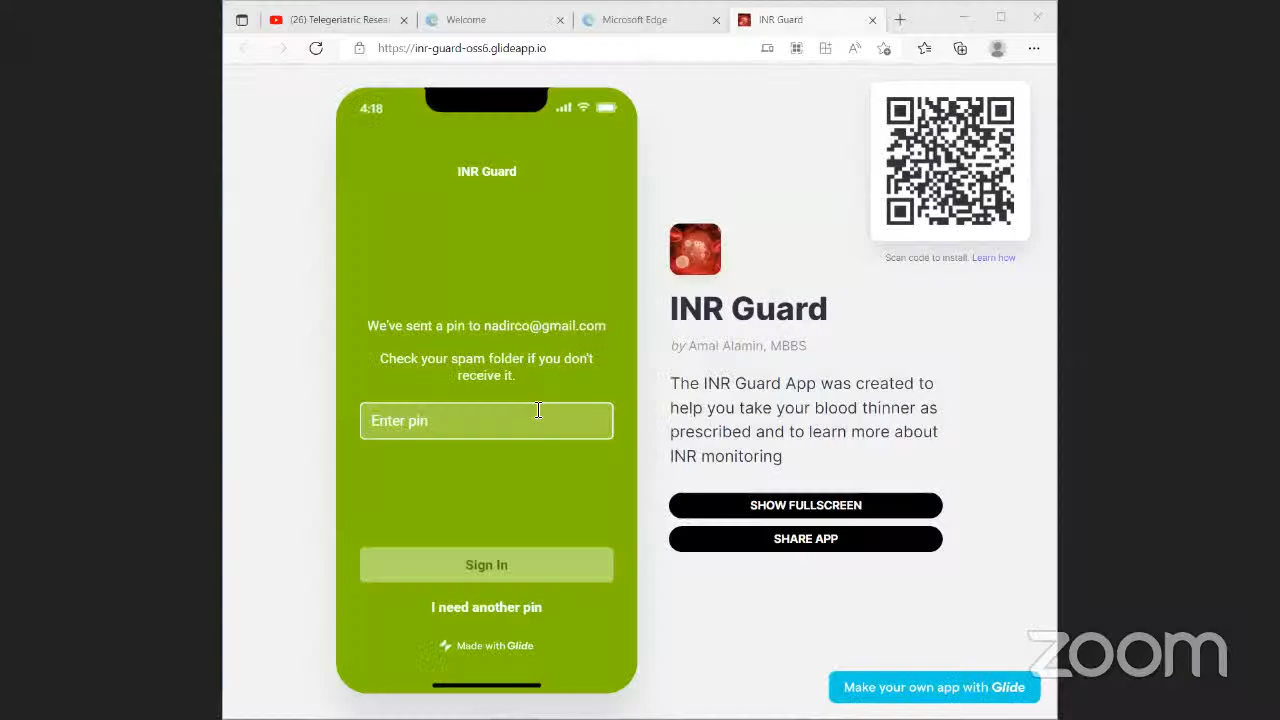 (26) Telegeriatric Resea
Welcome
Microsoft Edge
INR Guard
https://inr-guard-oss6.glideapp.io
4:18
INR Guard
We've sent a pin to nadirco@gmail.com
Check your spam folder if you don't
receive it.
Enter pin
Sign In
I need another pin
Made with Glide
Scan code to install. Learn how
INR Guard
by Amal Alamin, MBBS
The INR Guard App was created to
help you take your blood thinner as
prescribed and to learn more about
INR monitoring
SHOW FULLSCREEN
SHARE APP
Make your own app with Glide
zoom